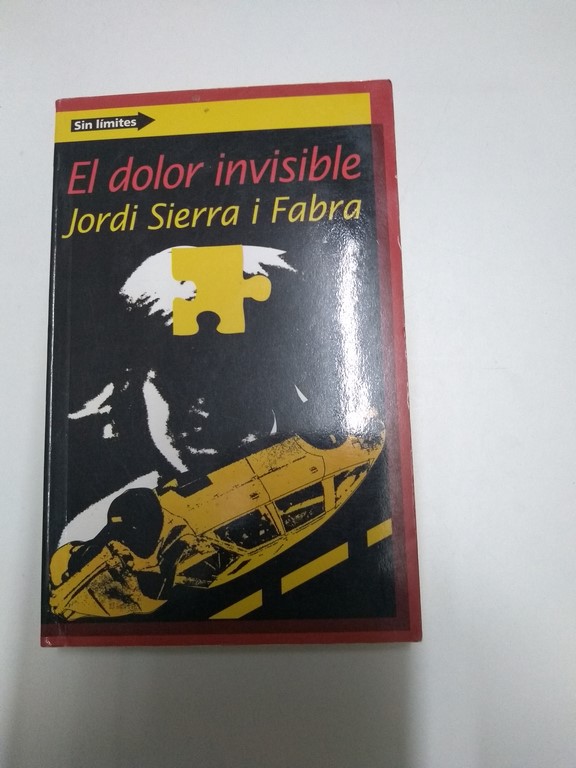 Sin límites
El dolor invisible
Jordi Sierra i Fabra